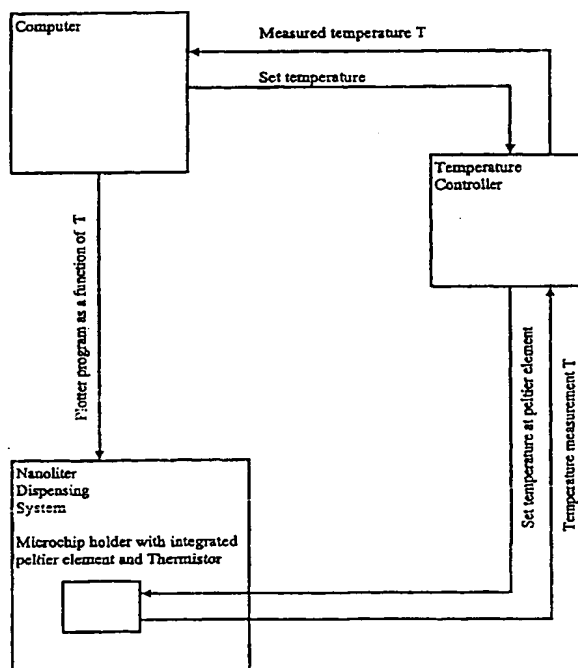 Computer
Measured temperature T
Set temperature
Temperature
Controller
Plotter program as a function of T
Set temperature at peltier element
Temperature measurement T
Nanoliter
Dispensing
System
Microchip holder with integrated
peltier element and Thermistor